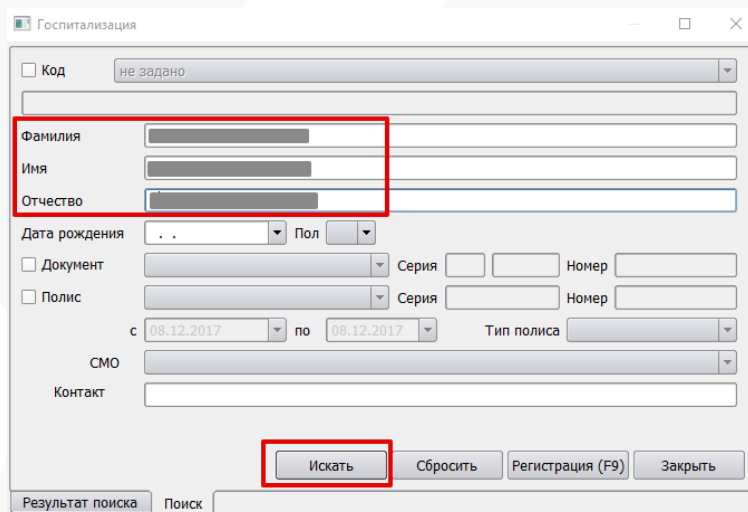 Госпитализация
Код не задано
Фамилия
Имя
Отчество
Дата рождения . . Пол
Документ Серия Номер
Полис Серия Номер
с 08.12.2017 по 08.12.2017 Тип полиса
СМО
Контакт
Искать Сбросить Регистрация (F9) Закрыть
Результат поиска Поиск